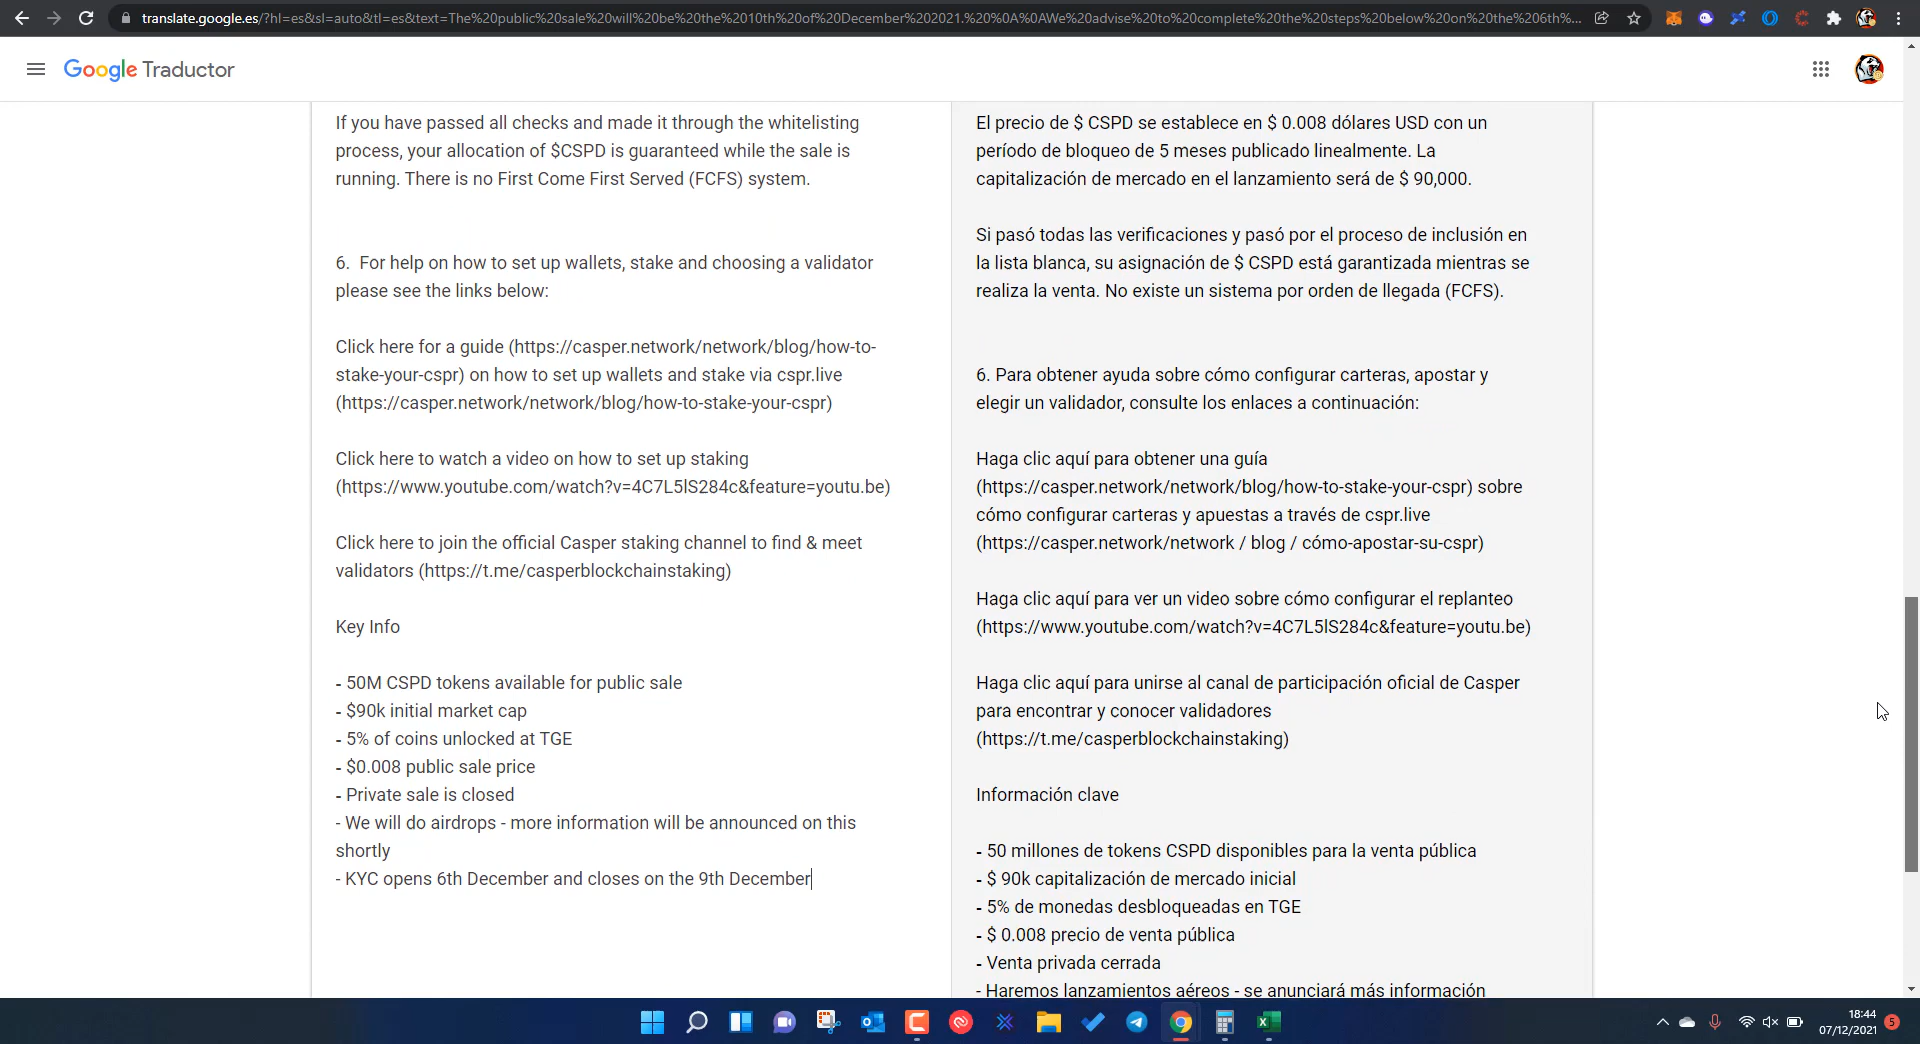 translate.google.es/?hl=es&sl=auto&tl=es&text=The%20public%20sale%20will%20be%20the%2010th%20of%20December%202021.%20%0A%0AWe%20advise%20to%20complete%20the%20steps%20below%20on%20the%206th%...
Google Traductor
If you have passed all checks and made it through the whitelisting
process, your allocation of $CSPD is guaranteed while the sale is
running. There is no First Come First Served (FCFS) system.
6.  For help on how to set up wallets, stake and choosing a validator
please see the links below:
Click here for a guide (https://casper.network/network/blog/how-to-
stake-your-cspr) on how to set up wallets and stake via cspr.live
(https://casper.network/network/blog/how-to-stake-your-cspr)
Click here to watch a video on how to set up staking
(https://www.youtube.com/watch?v=4C7L5lS284c&feature=youtu.be)
Click here to join the official Casper staking channel to find & meet
validators (https://t.me/casperblockchainstaking)
Key Info
- 50M CSPD tokens available for public sale
- $90k initial market cap
- 5% of coins unlocked at TGE
- $0.008 public sale price
- Private sale is closed
- We will do airdrops - more information will be announced on this
shortly
- KYC opens 6th December and closes on the 9th December
El precio de $ CSPD se establece en $ 0.008 dólares USD con un
período de bloqueo de 5 meses publicado linealmente. La
capitalización de mercado en el lanzamiento será de $ 90,000.
Si pasó todas las verificaciones y pasó por el proceso de inclusión en
la lista blanca, su asignación de $ CSPD está garantizada mientras se
realiza la venta. No existe un sistema por orden de llegada (FCFS).
6. Para obtener ayuda sobre cómo configurar carteras, apostar y
elegir un validador, consulte los enlaces a continuación:
Haga clic aquí para obtener una guía
(https://casper.network/network/blog/how-to-stake-your-cspr) sobre
cómo configurar carteras y apuestas a través de cspr.live
(https://casper.network/network / blog / cómo-apostar-su-cspr)
Haga clic aquí para ver un video sobre cómo configurar el replanteo
(https://www.youtube.com/watch?v=4C7L5lS284c&feature=youtu.be)
Haga clic aquí para unirse al canal de participación oficial de Casper
para encontrar y conocer validadores
(https://t.me/casperblockchainstaking)
Información clave
- 50 millones de tokens CSPD disponibles para la venta pública
- $ 90k capitalización de mercado inicial
- 5% de monedas desbloqueadas en TGE
- $ 0.008 precio de venta pública
- Venta privada cerrada
- Haremos lanzamientos aéreos - se anunciará más información
18:44
07/12/2021
5